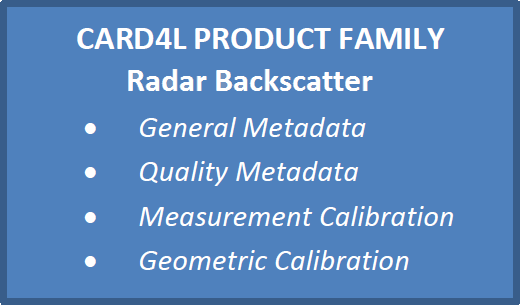 CARD4L PRODUCT FAMILY
Radar Backscatter
• General Metadata
• Quality Metadata
• Measurement Calibration
• Geometric Calibration